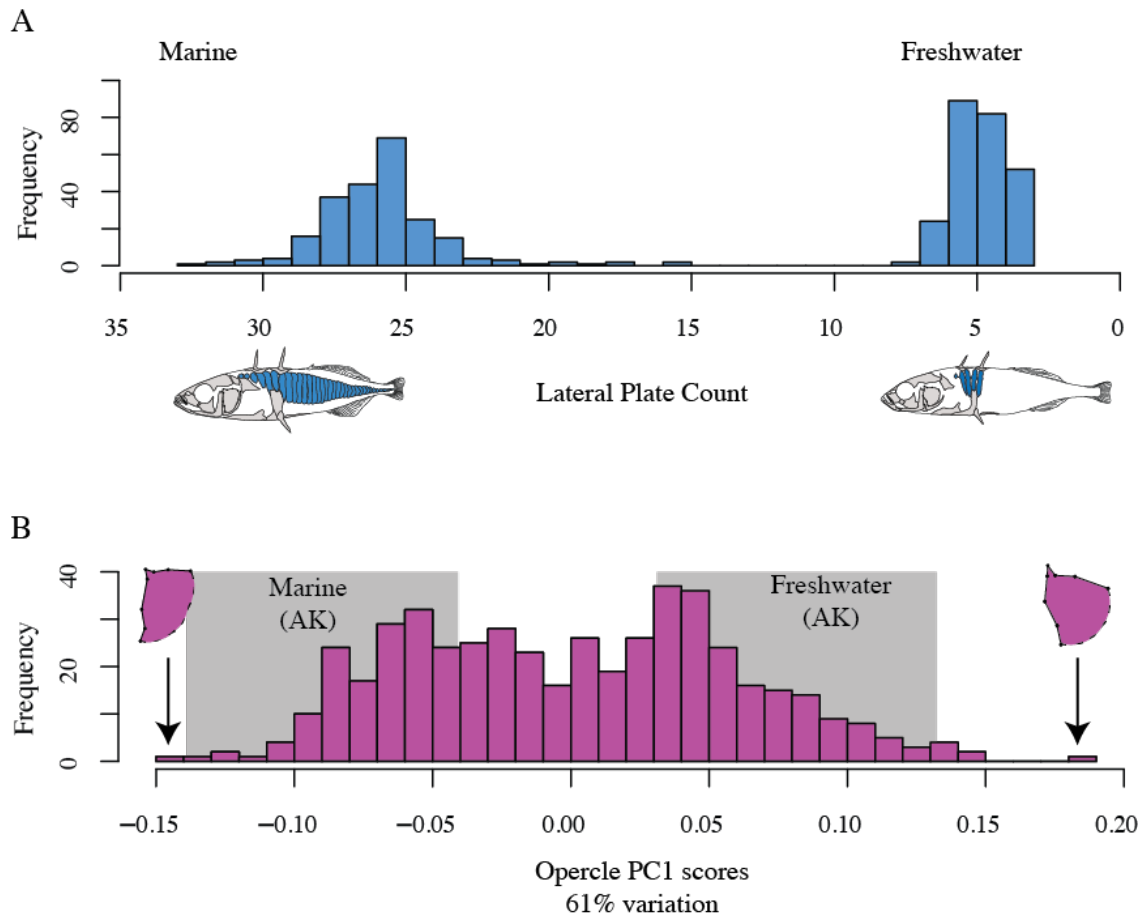 A
Marine Freshwater
80
40
0
Frequency
35 30 25 20 15 10 5 0
Lateral Plate Count
B
40
20
0
Frequency
Marine
(AK)
Freshwater
(AK)
−0.15 −0.10 −0.05 0.00 0.05 0.10 0.15 0.20
Opercle PC1 scores
61% variation